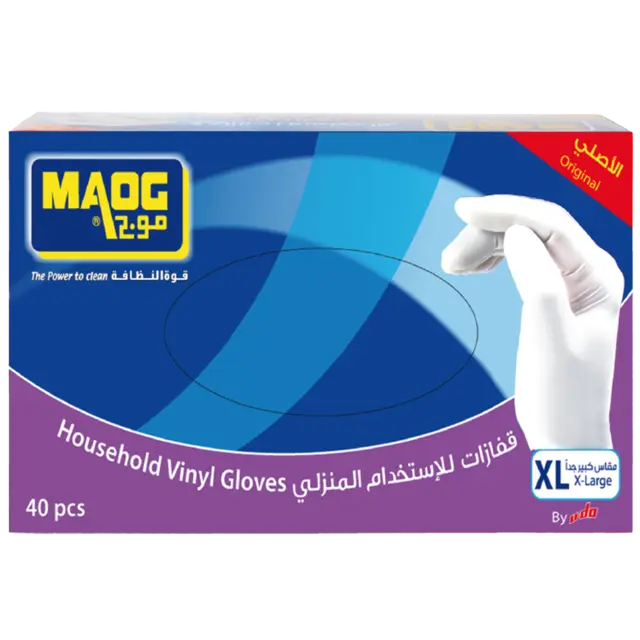 الأصلي
Original
MAOG
موج®
The Power to clean قوة النظافة
Household Vinyl Gloves قفازات للإستخدام المنزلي
XL مقاس كبير جداً
X-Large
40 pcs
By